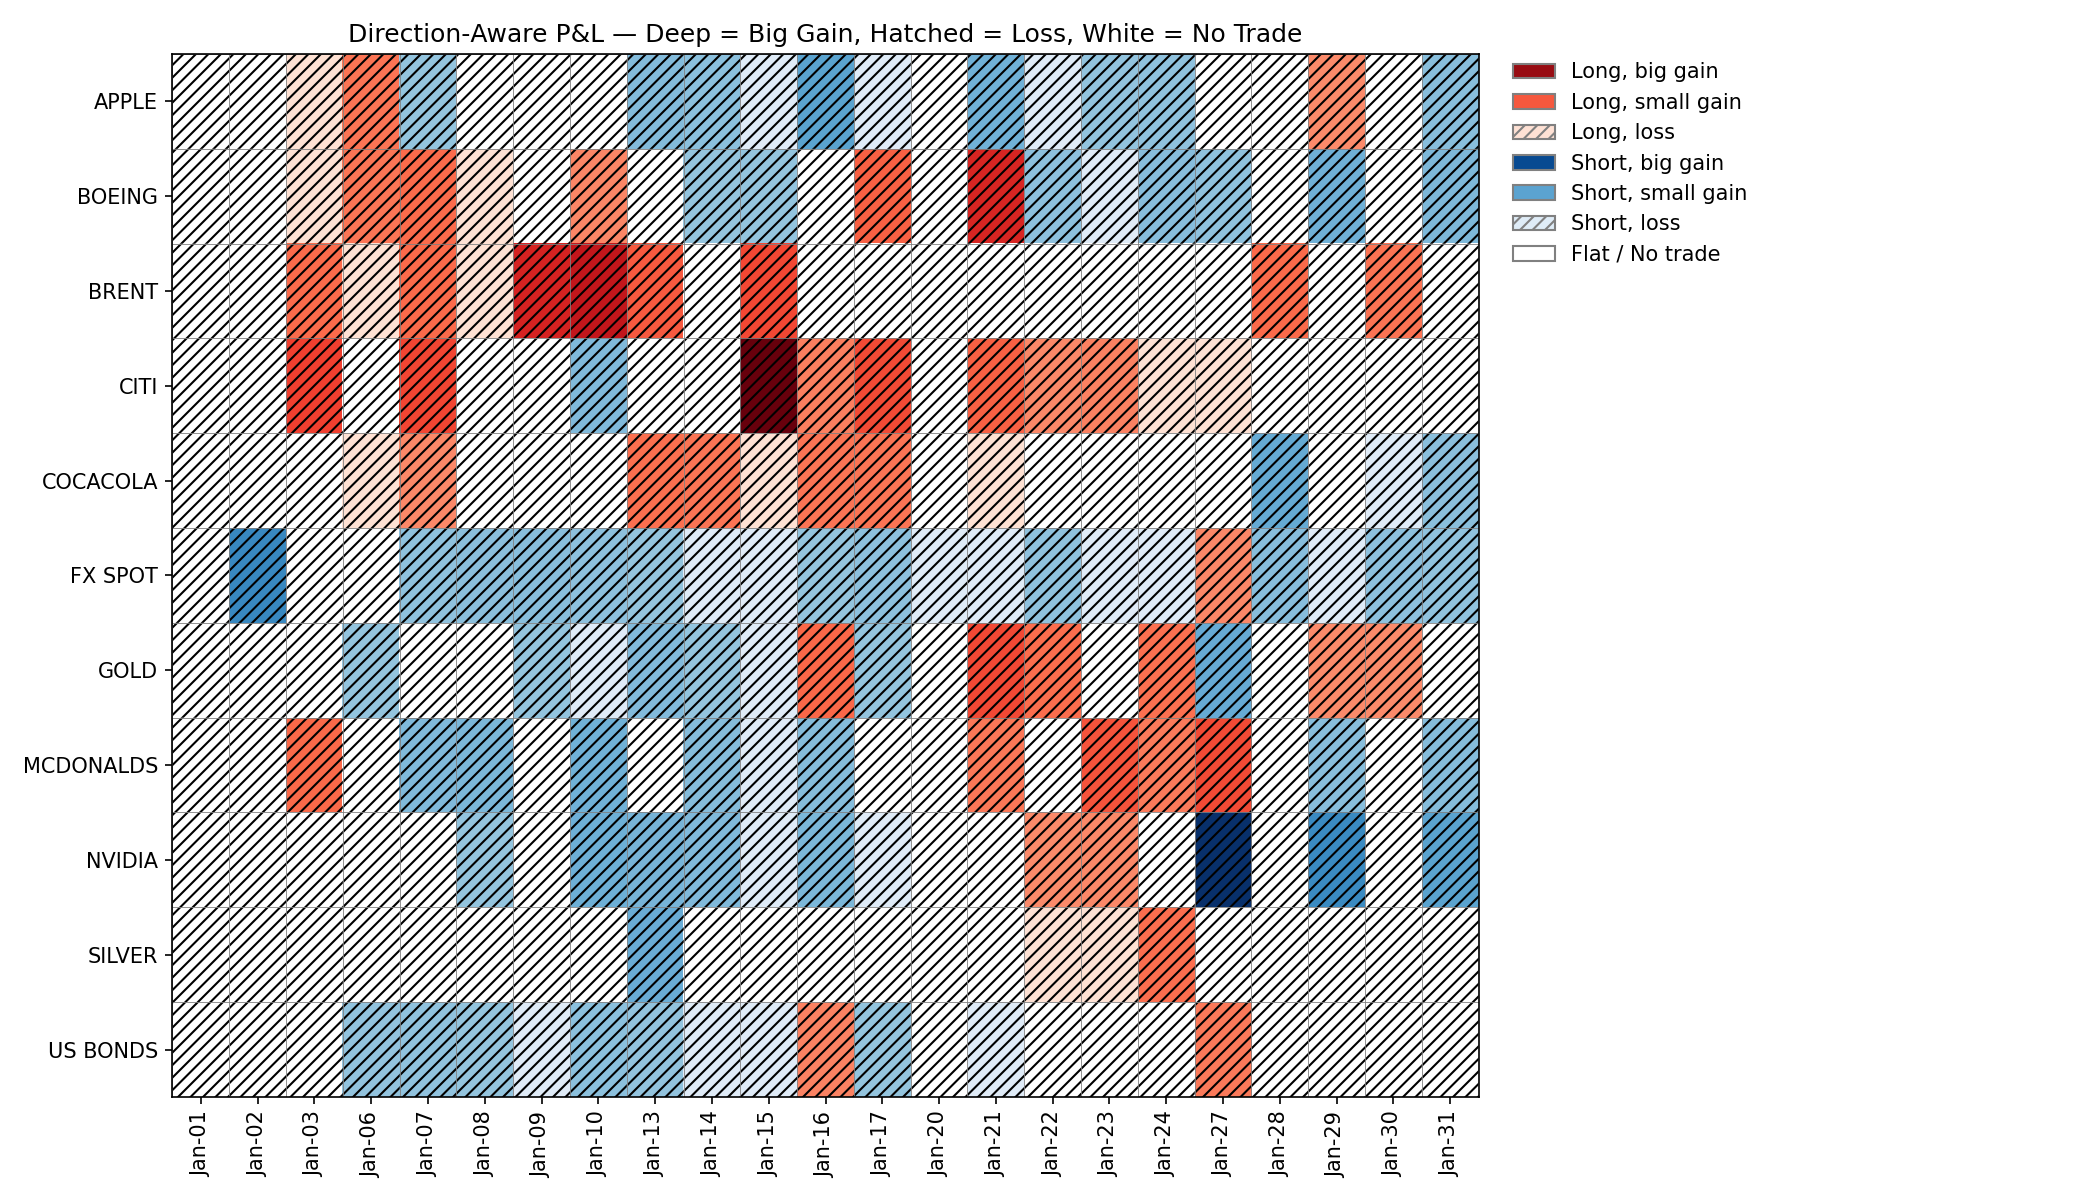 Direction-Aware P&L — Deep = Big Gain, Hatched = Loss, White = No Trade
Long, big gain
Long, small gain
Long, loss
Short, big gain
Short, small gain
Short, loss
Flat / No trade
APPLE
BOEING
BRENT
CITI
COCACOLA
FX SPOT
GOLD
MCDONALDS
NVIDIA
SILVER
US BONDS
Jan-01
Jan-02
Jan-03
Jan-06
Jan-07
Jan-08
Jan-09
Jan-10
Jan-13
Jan-14
Jan-15
Jan-16
Jan-17
Jan-20
Jan-21
Jan-22
Jan-23
Jan-24
Jan-27
Jan-28
Jan-29
Jan-30
Jan-31